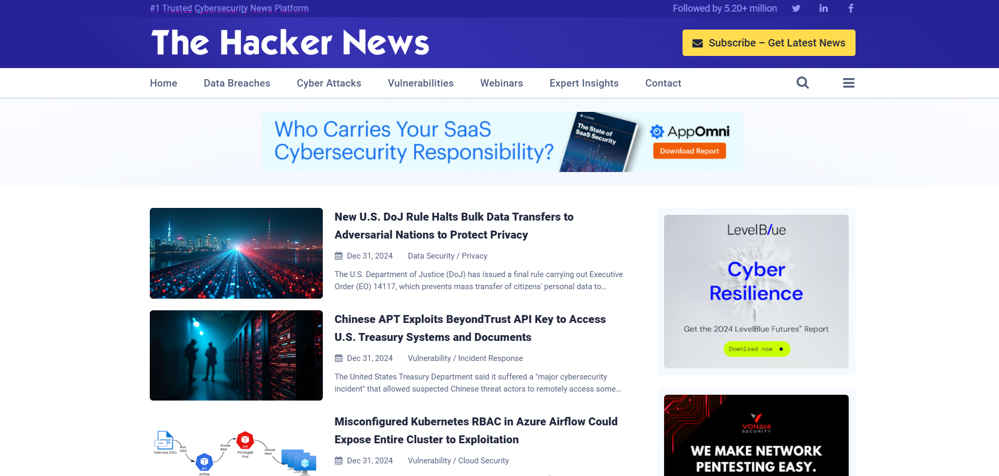 #1 Trusted Cybersecurity News Platform
Followed by 5.20+ million
The Hacker News
Subscribe – Get Latest News
Home
Data Breaches
Cyber Attacks
Vulnerabilities
Webinars
Expert Insights
Contact
Who Carries Your SaaS
Cybersecurity Responsibility?
AppOmni
The State of
SaaS Security
AppOmni
Download Report
New U.S. DoJ Rule Halts Bulk Data Transfers to
Adversarial Nations to Protect Privacy
Dec 31, 2024 Data Security / Privacy
The U.S. Department of Justice (DoJ) has issued a final rule carrying out Executive
Order (EO) 14117, which prevents mass transfer of citizens' personal data to…
Chinese APT Exploits BeyondTrust API Key to Access
U.S. Treasury Systems and Documents
Dec 31, 2024 Vulnerability / Incident Response
The United States Treasury Department said it suffered a "major cybersecurity
incident" that allowed suspected Chinese threat actors to remotely access some…
DAG
Malicious DAG
Run
DAG
pod
Airflow
Create
Pod
pod
Privileged
Pod
Chroot
Host
Misconfigured Kubernetes RBAC in Azure Airflow Could
Expose Entire Cluster to Exploitation
Dec 31, 2024 Vulnerability / Cloud Security
LevelBlue
Cyber
Resilience
Get the 2024 LevelBlue Futures™ Report
Download now
VONAHI
SECURITY
WE MAKE NETWORK
PENTESTING EASY.